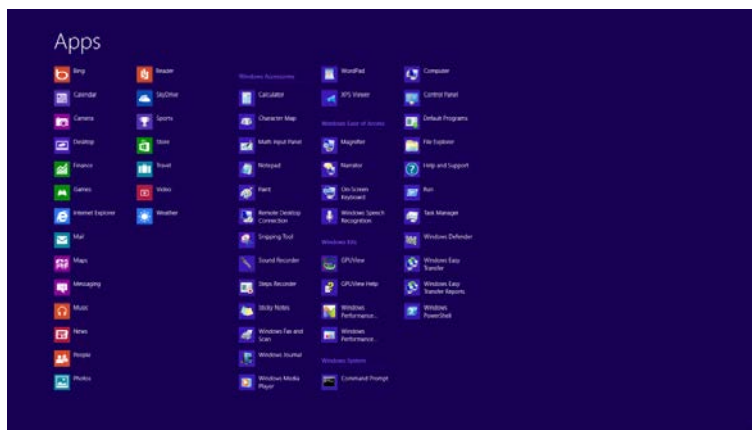 Apps
Bing
Calendar
Camera
Desktop
Finance
Games
Internet Explorer
Mail
Maps
Messaging
Music
News
People
Photos
Reader
SkyDrive
Sports
Store
Travel
Video
Weather
Windows Accessories
Calculator
Character Map
Math Input Panel
Notepad
Paint
Remote Desktop
Connection
Snipping Tool
Sound Recorder
Steps Recorder
Sticky Notes
Windows Fax and
Scan
Windows Journal
Windows Media
Player
WordPad
XPS Viewer
Windows Ease of Access
Magnifier
Narrator
On-Screen
Keyboard
Windows Speech
Recognition
Windows Kits
GPUView
GPUView Help
Windows
Performance...
Windows
Performance...
Windows System
Command Prompt
Computer
Control Panel
Default Programs
File Explorer
Help and Support
Run
Task Manager
Windows Defender
Windows Easy
Transfer
Windows Easy
Transfer Reports
Windows
PowerShell